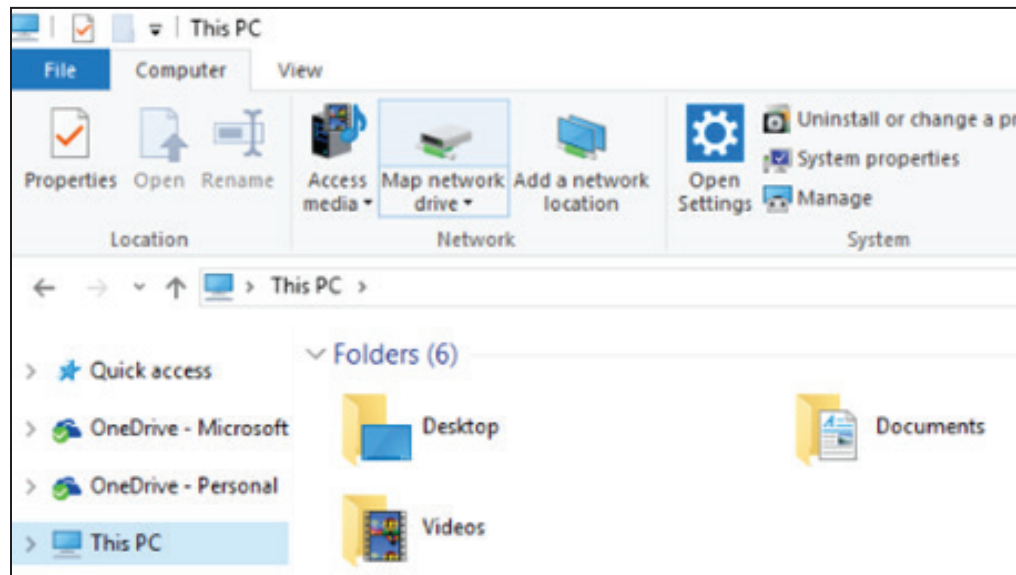 This PC
File Computer View
Properties Open Rename Access media Map network drive Add a network location Open Settings Uninstall or change a
System properties
Manage
Location Network System
This PC
Folders (6)
Quick access
Desktop Documents
OneDrive - Microsoft
OneDrive - Personal
Videos
This PC